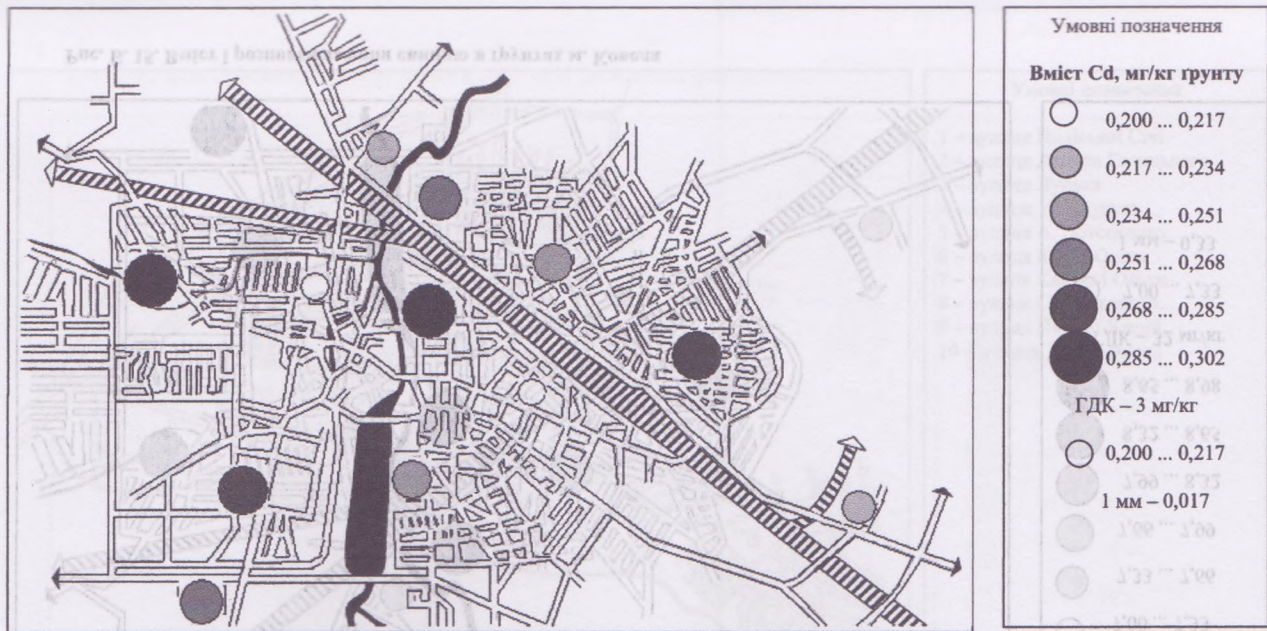 Умовні позначення
Вміст Cd, мг/кг ґрунту
0,200 ... 0,217
0,217 ... 0,234
0,234 ... 0,251
0,251 ... 0,268
0,268 ... 0,285
0,285 ... 0,302
ГДК – 3 мг/кг
0,200 ... 0,217
1 мм – 0,017